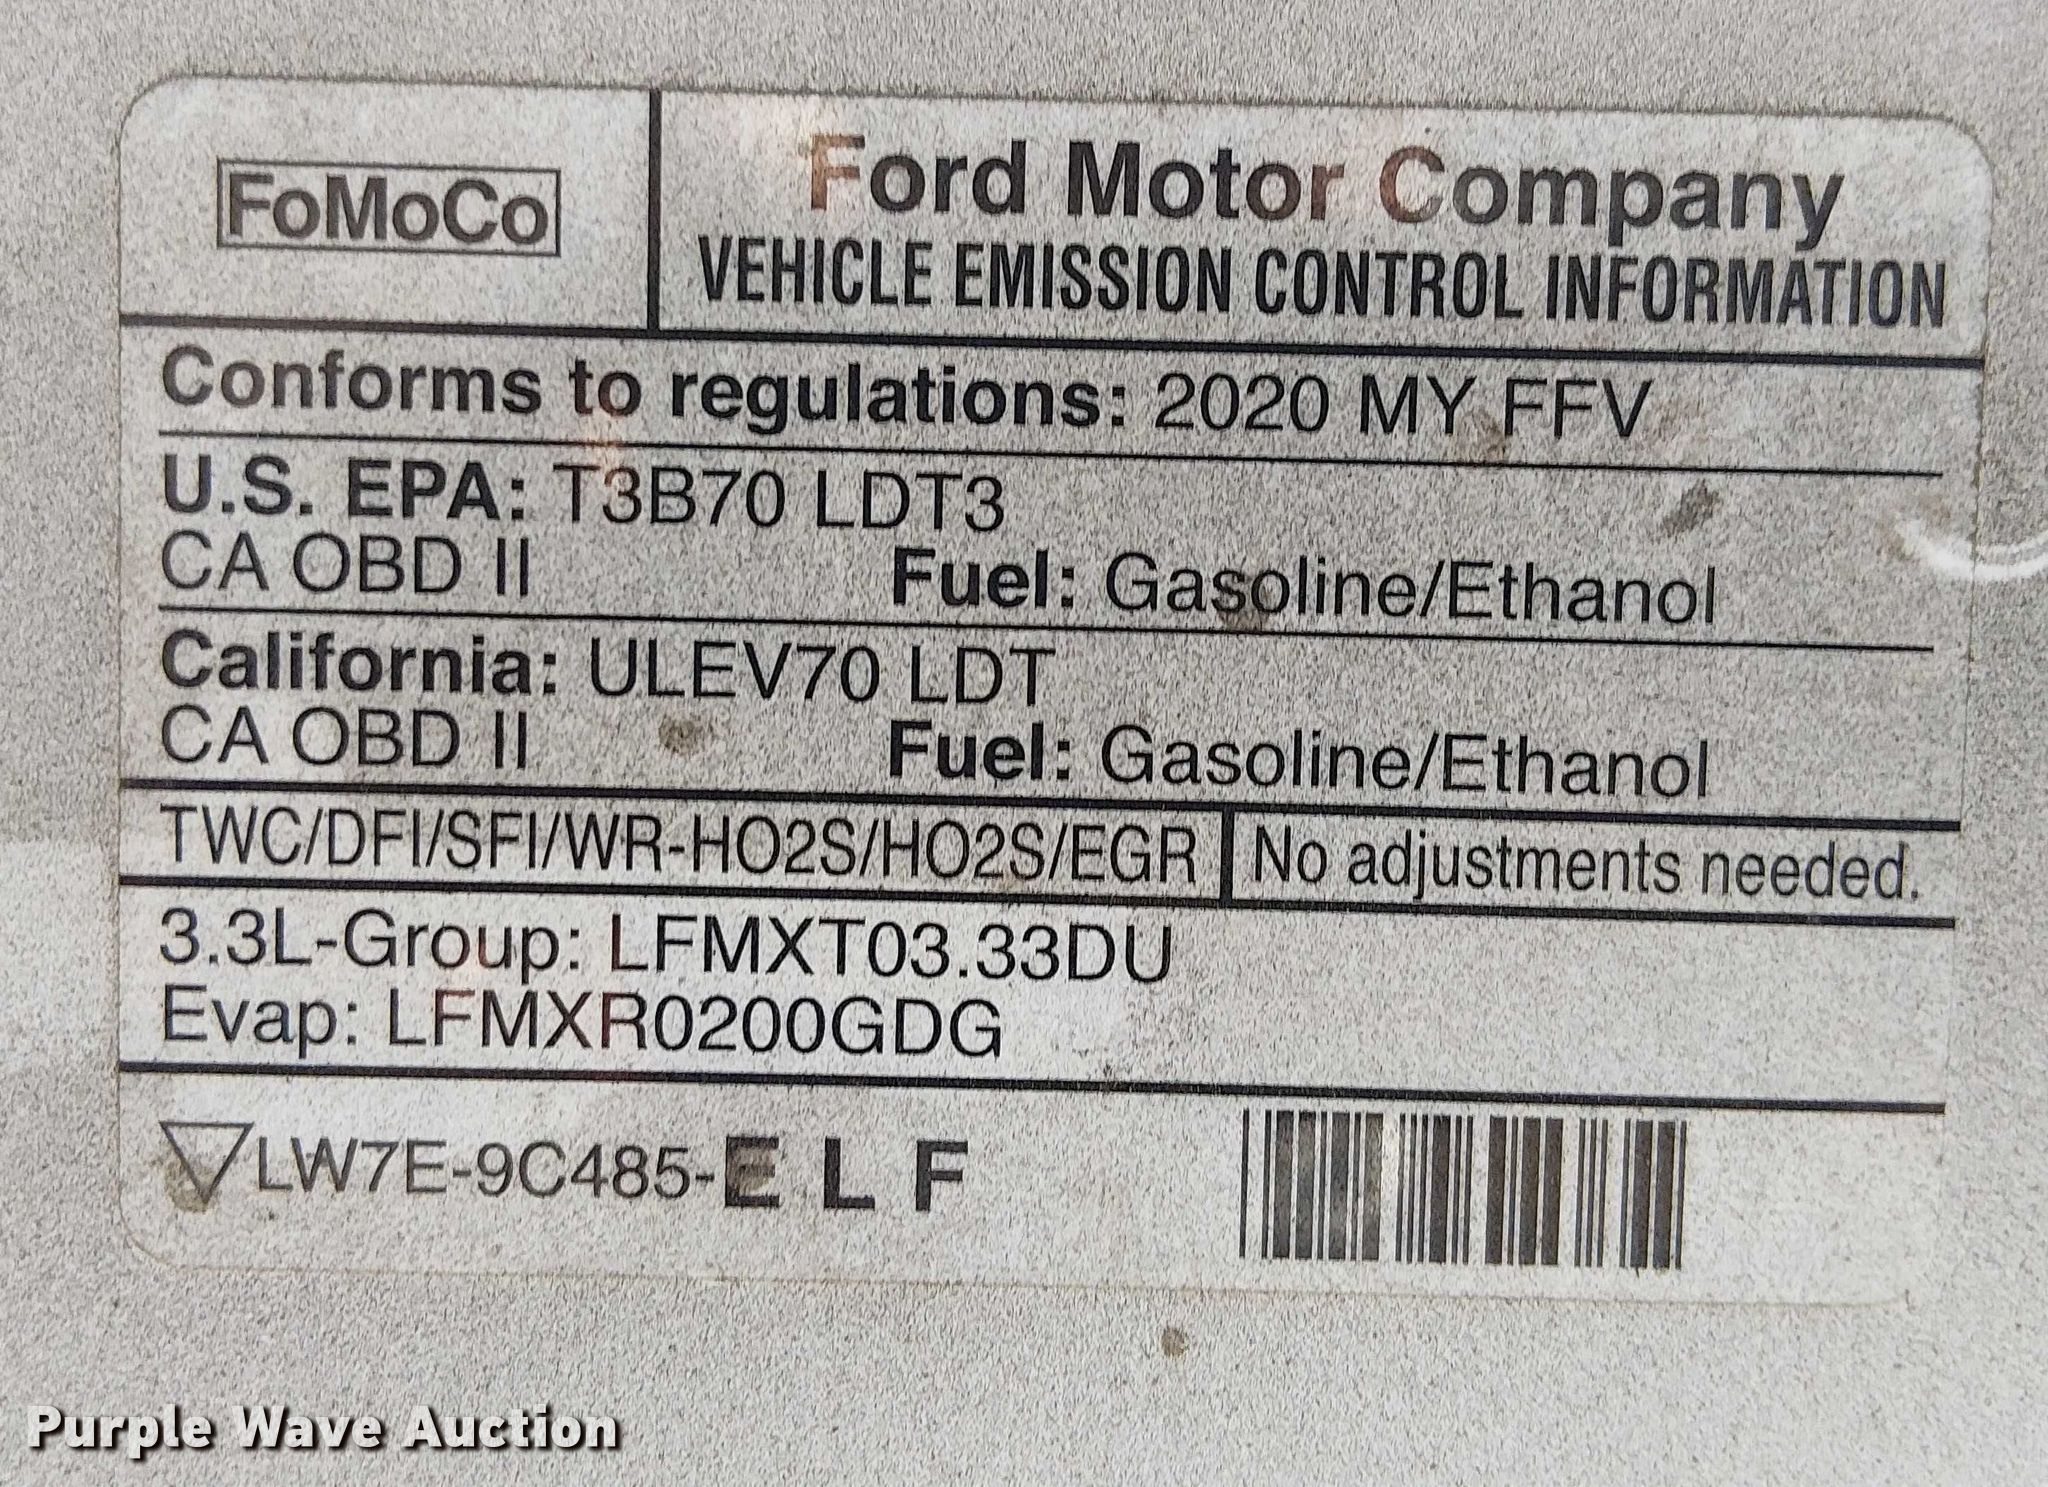 FoMoCo
Ford Motor Company
VEHICLE EMISSION CONTROL INFORMATION
Conforms to regulations: 2020 MY FFV
U.S. EPA: T3B70 LDT3
CA OBD II Fuel: Gasoline/Ethanol
California: ULEV70 LDT
CA OBD II Fuel: Gasoline/Ethanol
TWC/DFI/SFI/WR-HO2S/HO2S/EGR No adjustments needed.
3.3L-Group: LFMXT03.33DU
Evap: LFMXR0200GDG
LW7E-9C485-E L F
Purple Wave Auction